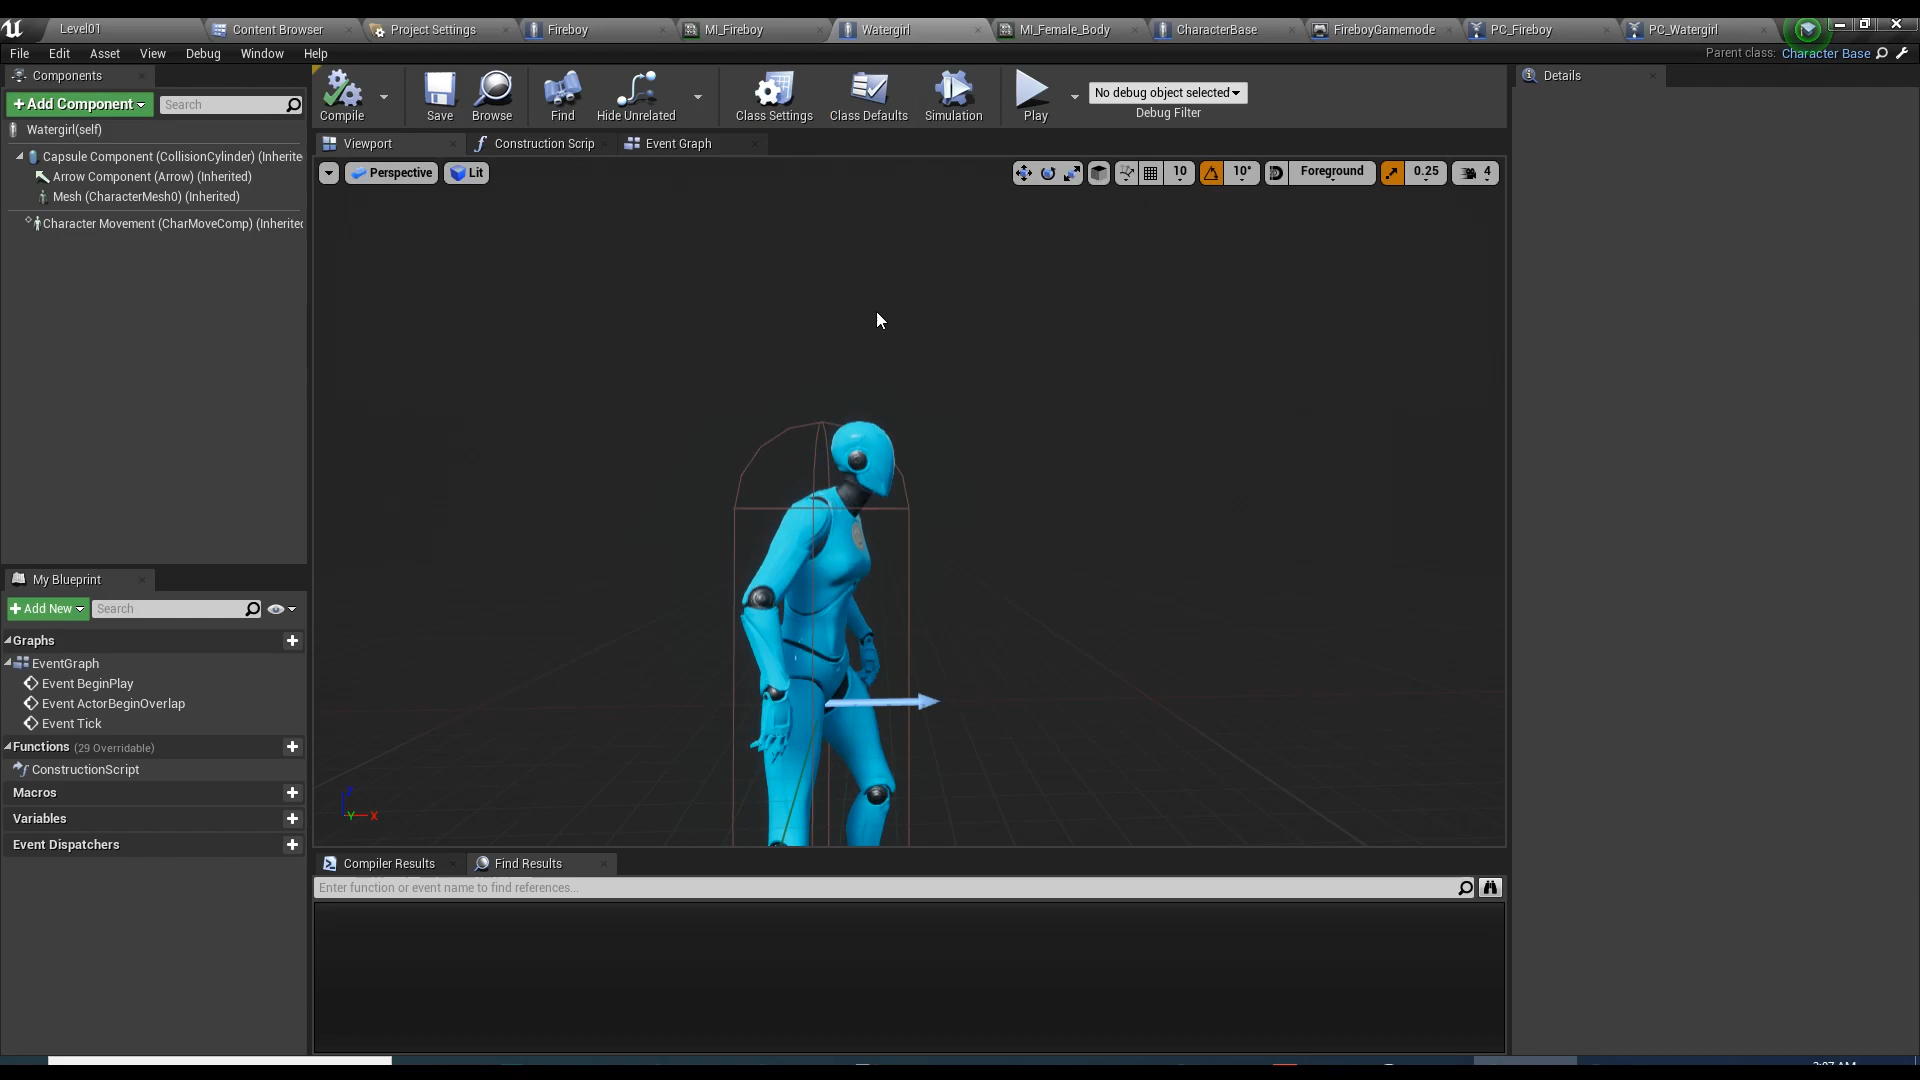 Level01
Content Browser
Project Settings
Fireboy
MI_Fireboy
Watergirl
MI_Female_Body
CharacterBase
FireboyGamemode
PC_Fireboy
PC_Watergirl
File Edit Asset View Debug Window Help
Parent class: Character Base
Components
Add Component
Search
Compile
Save
Browse
Find
Hide Unrelated
Class Settings
Class Defaults
Simulation
Play
No debug object selected
Debug Filter
Details
Watergirl(self)
Capsule Component (CollisionCylinder) (Inherite
Arrow Component (Arrow) (Inherited)
Mesh (CharacterMesh0) (Inherited)
Character Movement (CharMoveComp) (Inherited
Viewport
Construction Scrip
Event Graph
Perspective
Lit
10
10°
Foreground
0.25
4
My Blueprint
Add New
Search
Graphs
EventGraph
Event BeginPlay
Event ActorBeginOverlap
Event Tick
Functions (29 Overridable)
ConstructionScript
Macros
Variables
Event Dispatchers
Z
Y X
Compiler Results
Find Results
Enter function or event name to find references...